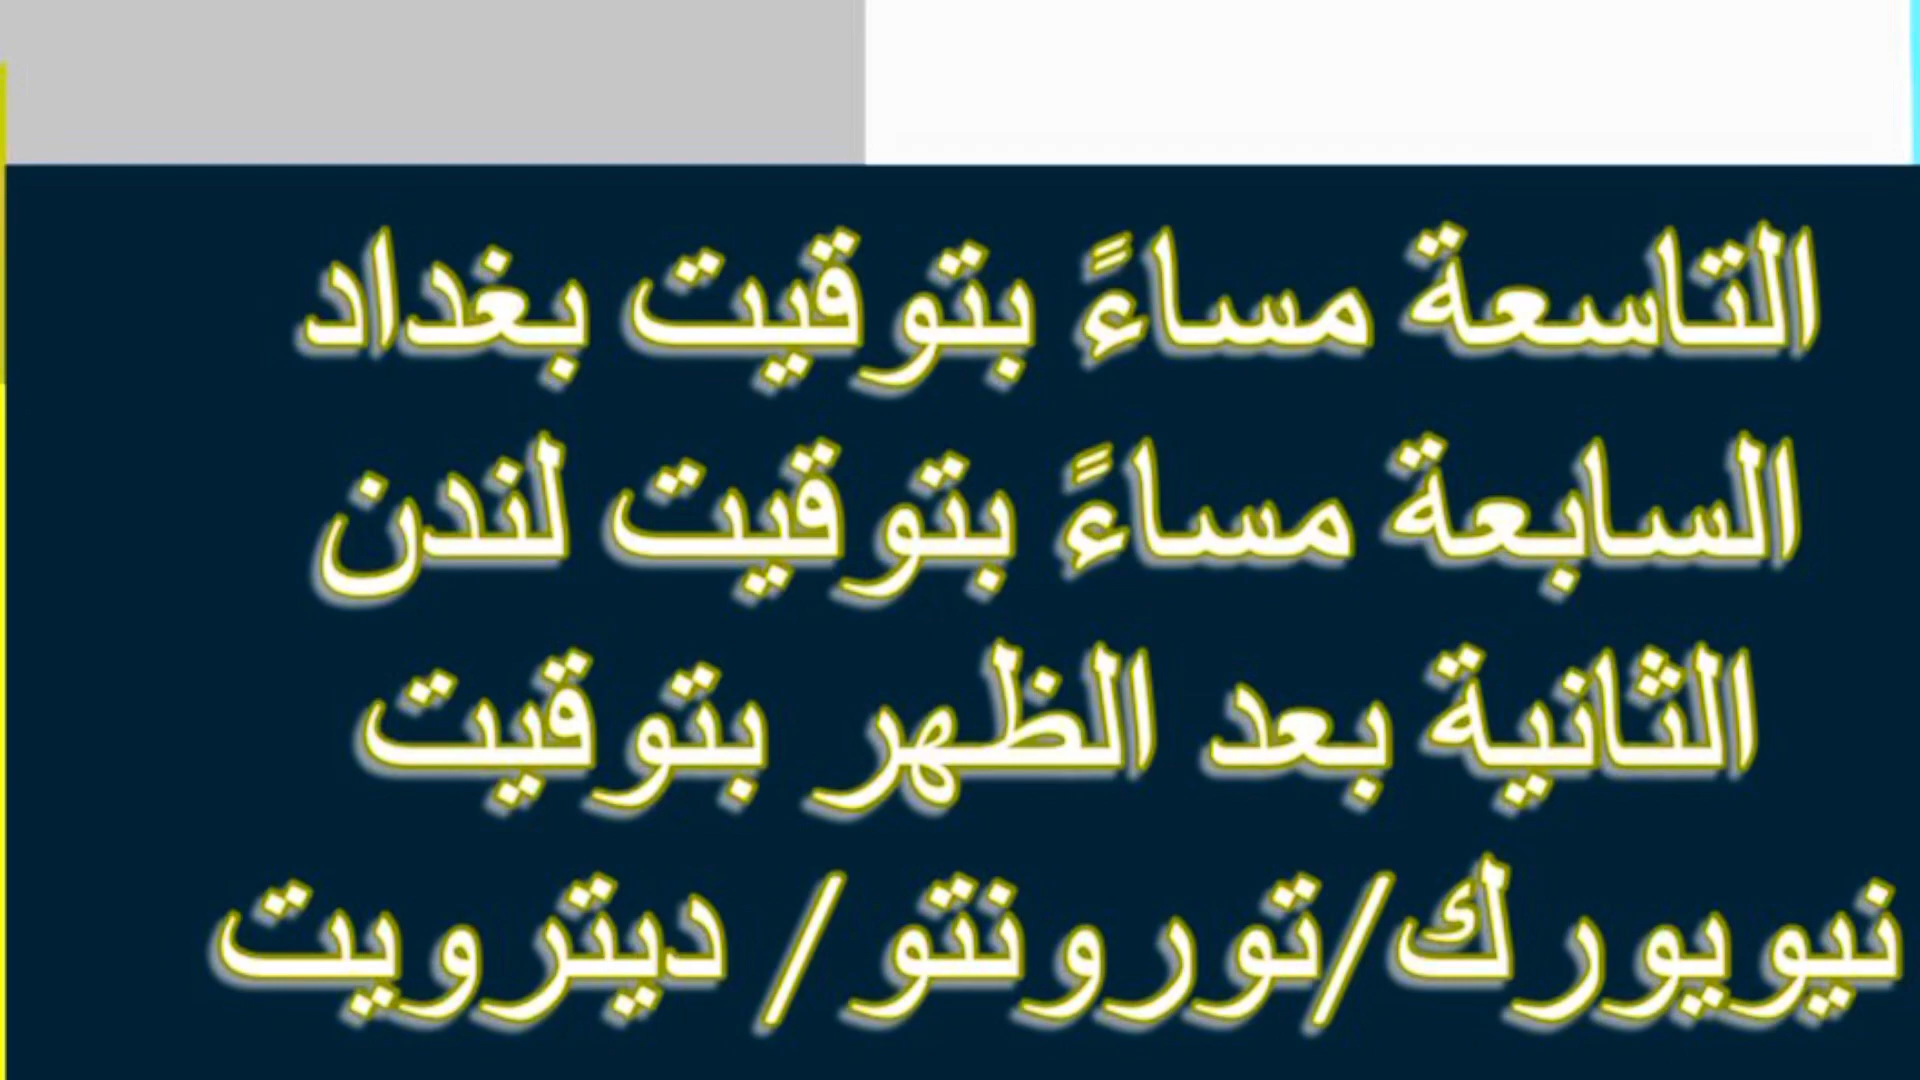 التاسعة مساءً بتوقيت بغداد
السابعة مساءً بتوقيت لندن
الثانية بعد الظهر بتوقيت
نيويورك/تورونتو/ ديترويت